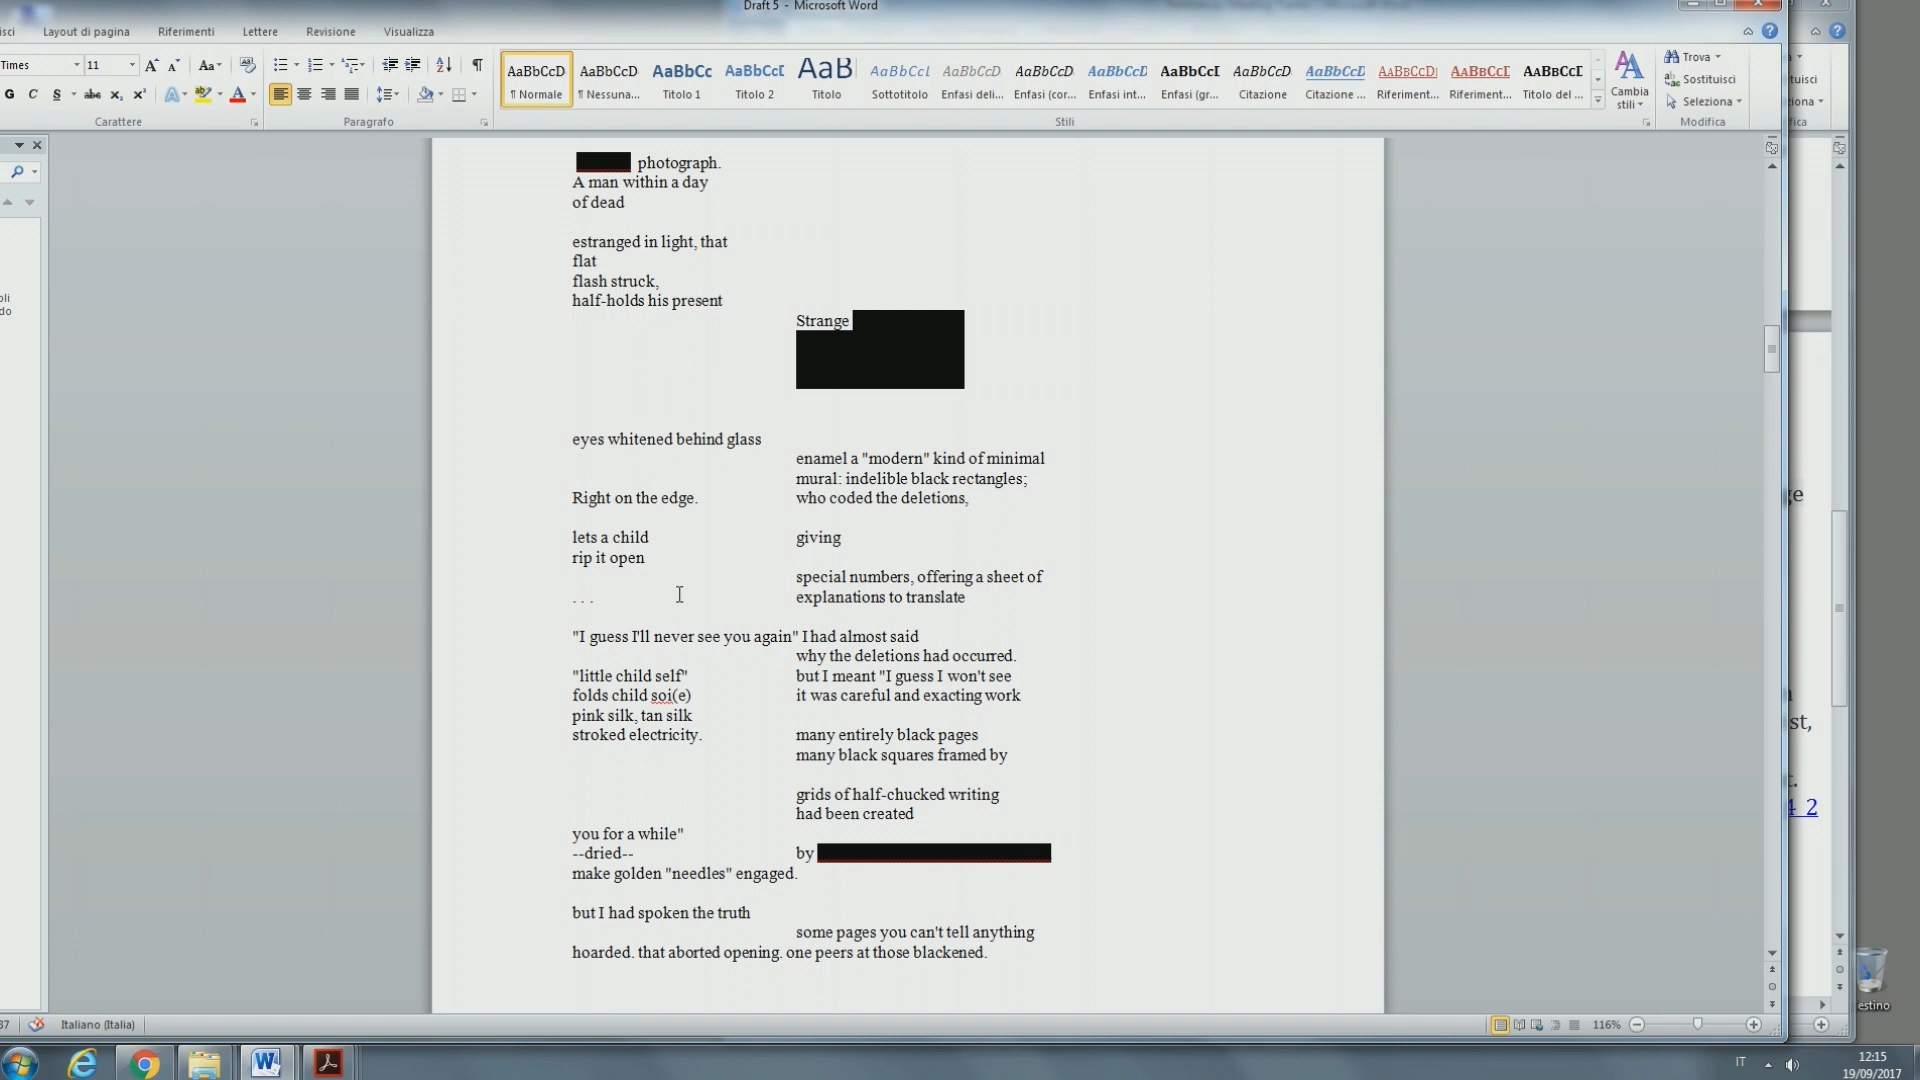 Draft 5 - Microsoft Word
Layout di pagina Riferimenti Lettere Revisione Visualizza
Times 11 Aa
AaBbCcD AaBbCcD AaBbCc AaBbCcD AaB AaBbCcL AaBbCcD AaBbCcD AaBbCcD AaBbCcD AaBbCcD AaBbCcD AaBbCcD AaBbCcD AaBbCcD
¶ Normale ¶ Nessuna... Titolo 1 Titolo 2 Titolo Sottotitolo Enfasi deli... Enfasi (cor... Enfasi int... Enfasi (gr... Citazione Citazione ... Riferiment... Riferiment... Titolo del ...
Cambia stili
Trova
Sostituisci
Seleziona
G C S abc x₂ x²
Carattere Paragrafo Stili Modifica
photograph.
A man within a day
of dead
estranged in light, that
flat
flash struck,
half-holds his present
Strange
eyes whitened behind glass
enamel a "modern" kind of minimal
mural: indelible black rectangles;
Right on the edge. who coded the deletions,
lets a child giving
rip it open
special numbers, offering a sheet of
. . . explanations to translate
"I guess I'll never see you again" I had almost said
why the deletions had occurred.
"little child self" but I meant "I guess I won't see
folds child soi(e) it was careful and exacting work
pink silk, tan silk
stroked electricity. many entirely black pages
many black squares framed by
grids of half-chucked writing
had been created
you for a while"
--dried-- by
make golden "needles" engaged.
but I had spoken the truth
some pages you can't tell anything
hoarded. that aborted opening. one peers at those blackened.
Italiano (Italia) 116%
IT 12:15
19/09/2017